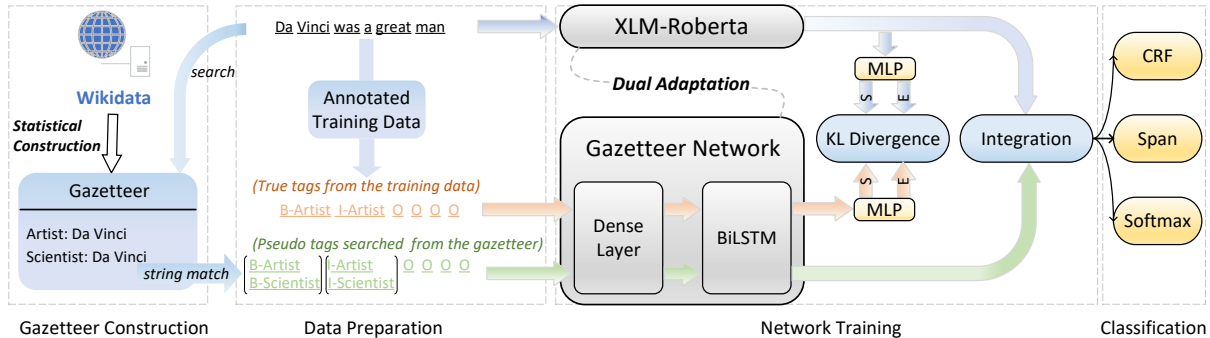 Da Vinci was a great man
search
Wikidata
Statistical
Construction
Gazetteer
Artist: Da Vinci
Scientist: Da Vinci
string match
Annotated
Training Data
(True tags from the training data)
B-Artist I-Artist O O O O
(Pseudo tags searched from the gazetteer)
B-Artist I-Artist O O O O
B-Scientist I-Scientist
XLM-Roberta
Dual Adaptation
Gazetteer Network
Dense
Layer
BiLSTM
MLP
S E
KL Divergence
S E
MLP
Integration
CRF
Span
Softmax
Gazetteer Construction
Data Preparation
Network Training
Classification